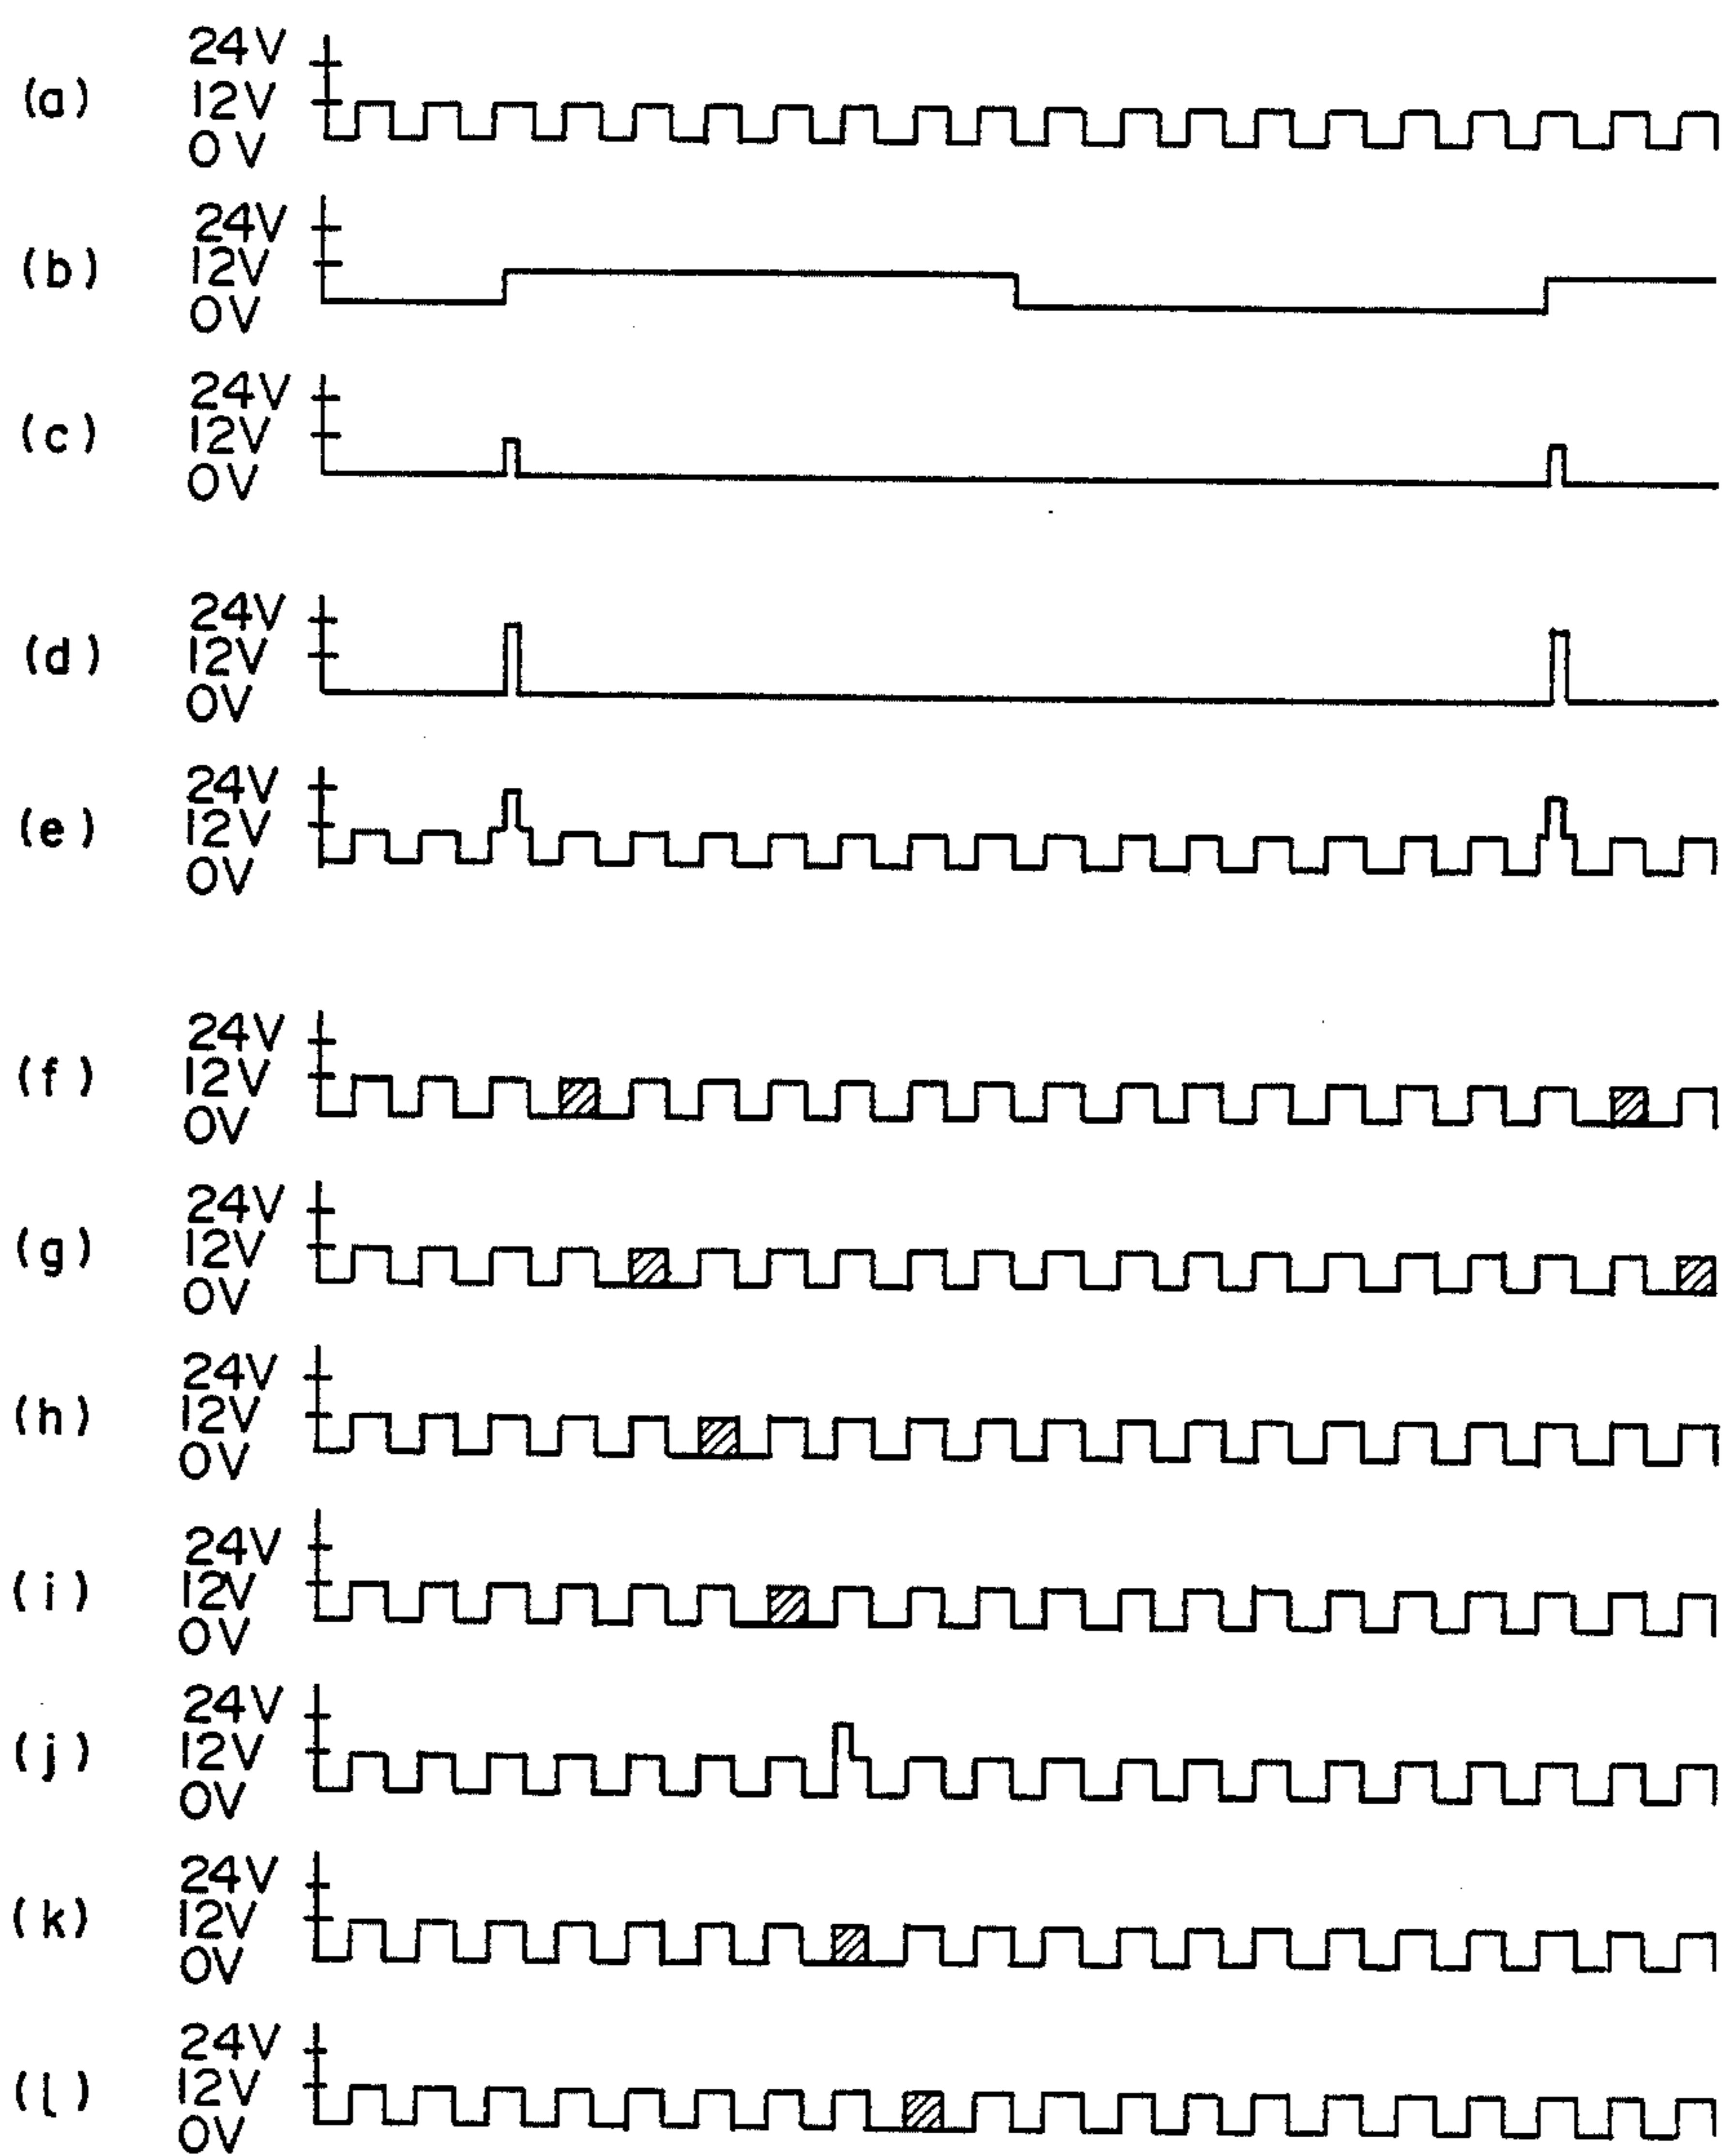 24V
(a) 12V
0V
24V
(b) 12V
0V
24V
(c) 12V
0V
24V
(d) 12V
0V
24V
(e) 12V
0V
24V
(f) 12V
0V
24V
(g) 12V
0V
24V
(h) 12V
0V
24V
(i) 12V
0V
24V
(j) 12V
0V
24V
(k) 12V
0V
24V
(l) 12V
0V